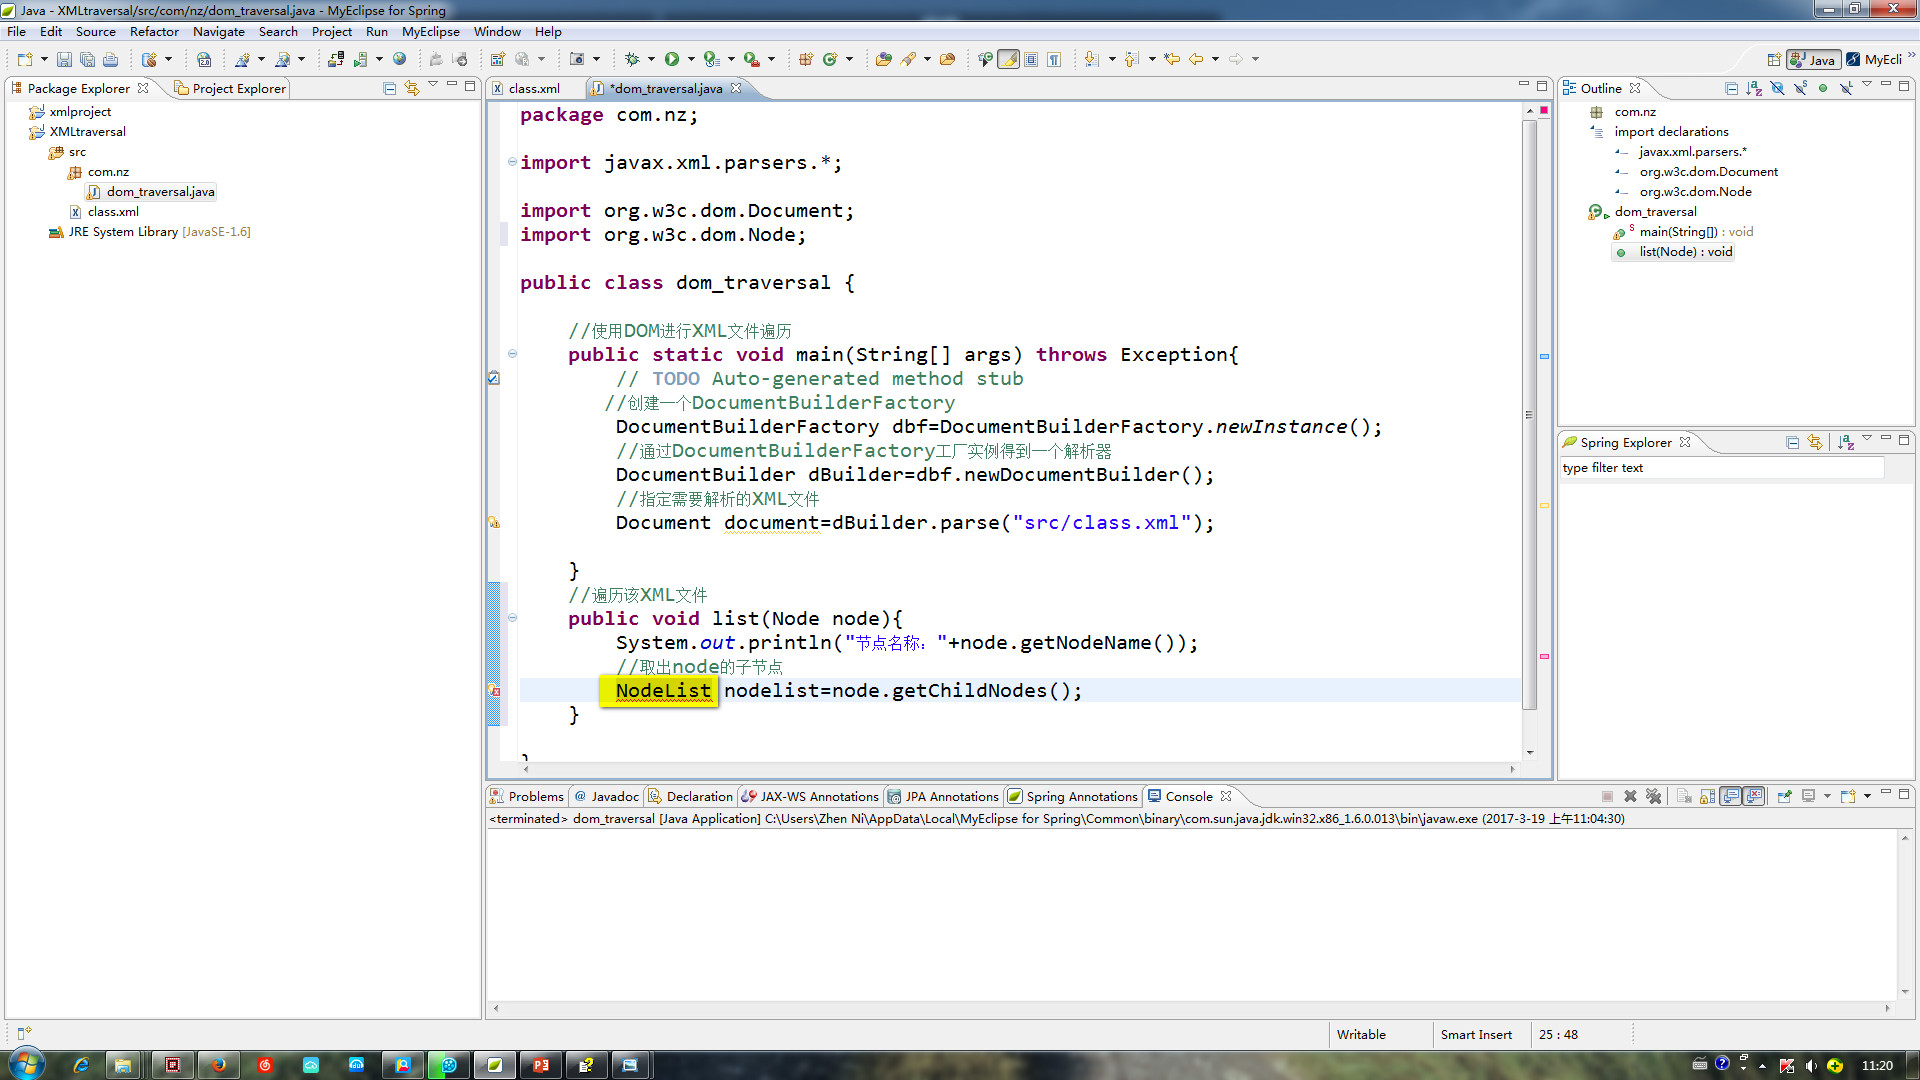 Java - XMLtraversal/src/com/nz/dom_traversal.java - MyEclipse for Spring
File Edit Source Refactor Navigate Search Project Run MyEclipse Window Help
Java MyEcli
Package Explorer Project Explorer
xmlproject
XMLtraversal
src
com.nz
dom_traversal.java
class.xml
JRE System Library [JavaSE-1.6]
class.xml *dom_traversal.java
package com.nz;
import javax.xml.parsers.*;
import org.w3c.dom.Document;
import org.w3c.dom.Node;
public class dom_traversal {
//使用DOM进行XML文件遍历
public static void main(String[] args) throws Exception{
// TODO Auto-generated method stub
//创建一个DocumentBuilderFactory
DocumentBuilderFactory dbf=DocumentBuilderFactory.newInstance();
//通过DocumentBuilderFactory工厂实例得到一个解析器
DocumentBuilder dBuilder=dbf.newDocumentBuilder();
//指定需要解析的XML文件
Document document=dBuilder.parse("src/class.xml");
}
//遍历该XML文件
public void list(Node node){
System.out.println("节点名称："+node.getNodeName());
//取出node的子节点
NodeList nodelist=node.getChildNodes();
}
}
Outline
com.nz
import declarations
javax.xml.parsers.*
org.w3c.dom.Document
org.w3c.dom.Node
dom_traversal
main(String[]) : void
list(Node) : void
Spring Explorer
type filter text
Problems Javadoc Declaration JAX-WS Annotations JPA Annotations Spring Annotations Console
<terminated> dom_traversal [Java Application] C:\Users\Zhen Ni\AppData\Local\MyEclipse for Spring\Common\binary\com.sun.java.jdk.win32.x86_1.6.0.013\bin\javaw.exe (2017-3-19 上午11:04:30)
Writable Smart Insert 25 : 48
11:20